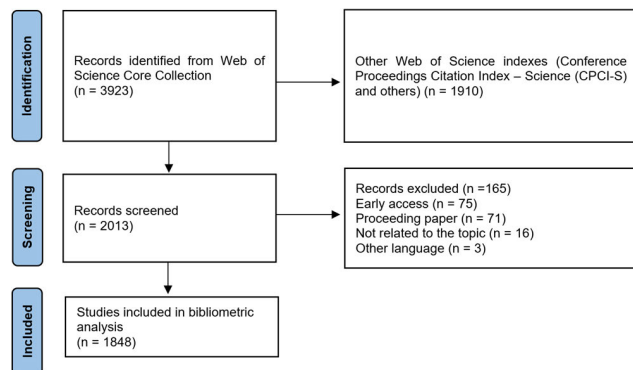 Identification
Records identified from Web of
Science Core Collection
(n = 3923)
Other Web of Science indexes (Conference
Proceedings Citation Index – Science (CPCI-S)
and others) (n = 1910)
Screening
Records screened
(n = 2013)
Records excluded (n =165)
Early access (n = 75)
Proceeding paper (n = 71)
Not related to the topic (n = 16)
Other language (n = 3)
Included
Studies included in bibliometric
analysis
(n = 1848)